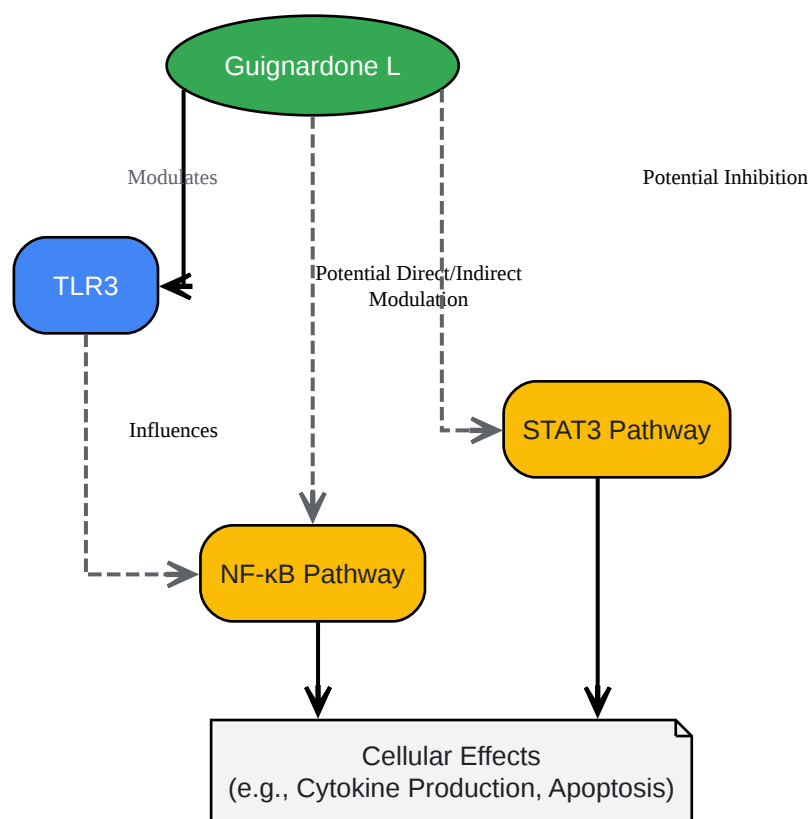 Guignardone L
Modulates
Potential Inhibition
TLR3
Potential Direct/Indirect
Modulation
Influences
STAT3 Pathway
NF-κB Pathway
Cellular Effects
(e.g., Cytokine Production, Apoptosis)